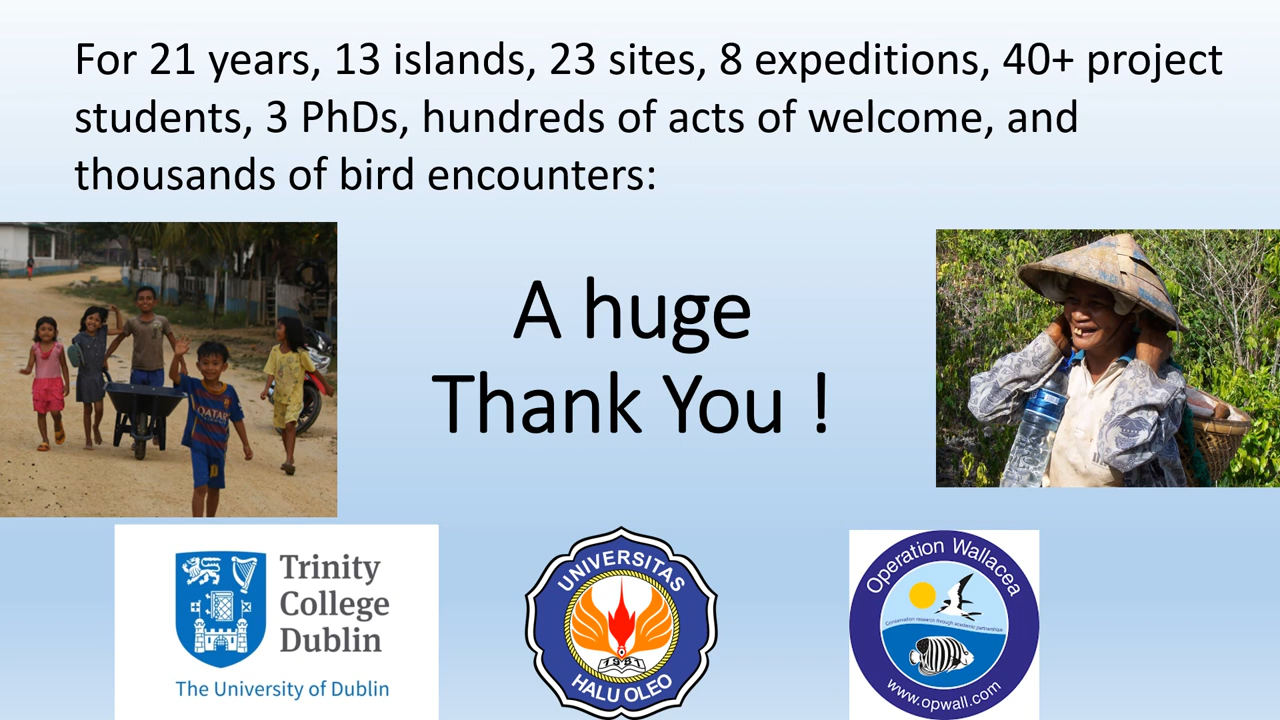 For 21 years, 13 islands, 23 sites, 8 expeditions, 40+ project
students, 3 PhDs, hundreds of acts of welcome, and
thousands of bird encounters:
A huge
Thank You !
QATAR
Trinity
College
Dublin
The University of Dublin
UNIVERSITAS
HALU OLEO
Operation Wallacea
Conservation research through academic partnerships
www.opwall.com